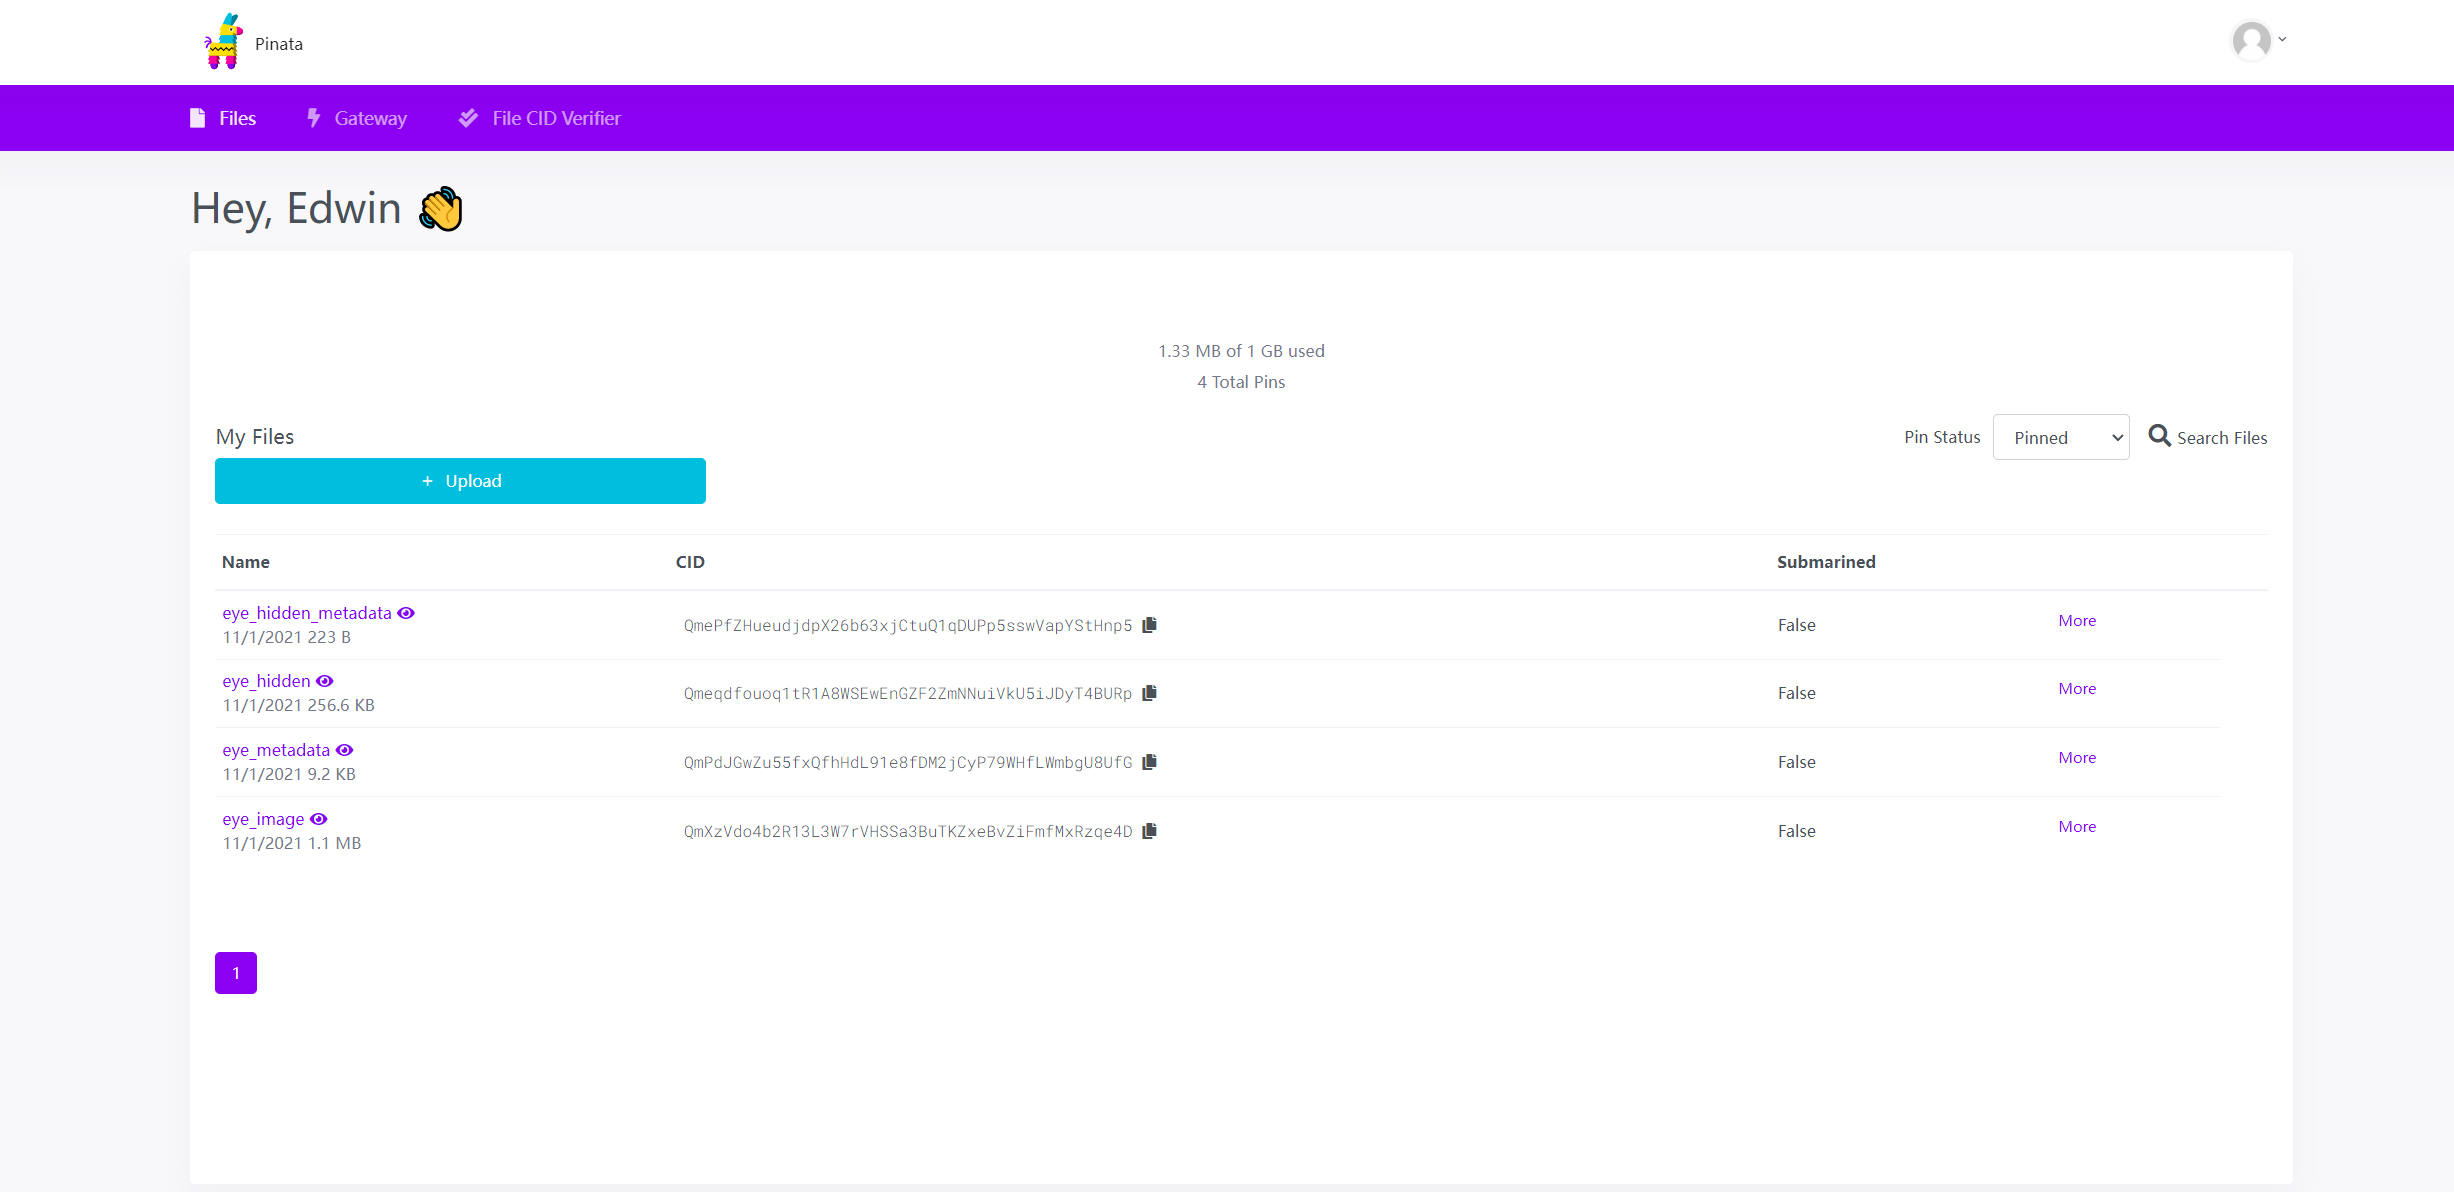 Pinata
Files Gateway File CID Verifier
Hey, Edwin
1.33 MB of 1 GB used
4 Total Pins
My Files
Pin Status Pinned Search Files
+ Upload
Name CID Submarined
eye_hidden_metadata
11/1/2021 223 B
QmePfZHueudjdpX26b63xjCtuQ1qDUPp5sswVapYStHnp5 False More
eye_hidden
11/1/2021 256.6 KB
Qmeqdfouoq1tR1A8WSEwEnGZF2ZmNNuiVkU5iJDyT4BURp False More
eye_metadata
11/1/2021 9.2 KB
QmPdJGwZu55fxQfhHdL91e8fDM2jCyP79WHfLWmbgU8UfG False More
eye_image
11/1/2021 1.1 MB
QmXzVdo4b2R13L3W7rVHSSa3BuTKZxeBvZiFmfMxRzqe4D False More
1